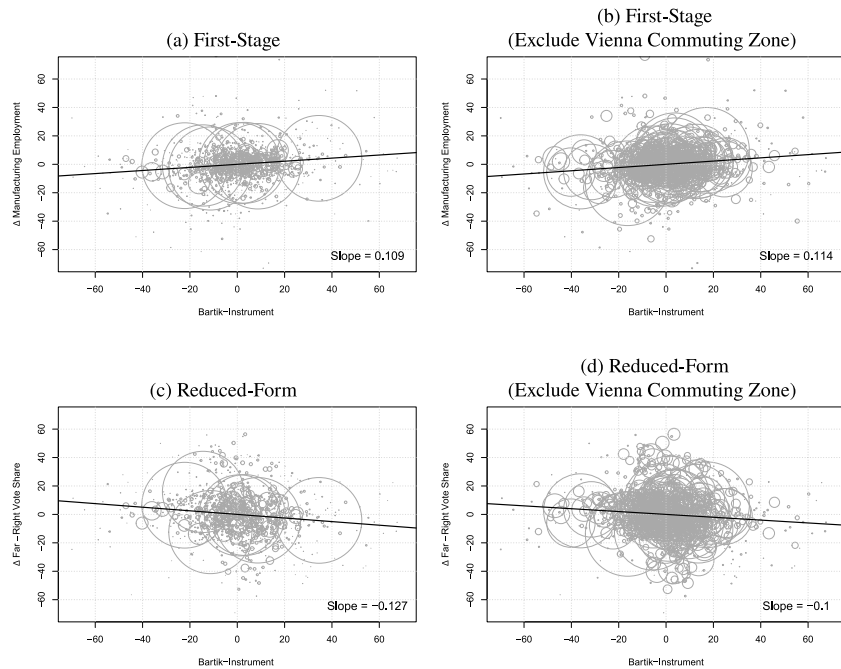 (a) First-Stage
Δ Manufacturing Employment
60
40
20
0
−20
−40
−60
Slope = 0.109
−60 −40 −20 0 20 40 60
Bartik−Instrument
(b) First-Stage
(Exclude Vienna Commuting Zone)
Δ Manufacturing Employment
60
40
20
0
−20
−40
−60
Slope = 0.114
−60 −40 −20 0 20 40 60
Bartik−Instrument
(c) Reduced-Form
Δ Far−Right Vote Share
60
40
20
0
−20
−40
−60
Slope = −0.127
−60 −40 −20 0 20 40 60
Bartik−Instrument
(d) Reduced-Form
(Exclude Vienna Commuting Zone)
Δ Far−Right Vote Share
60
40
20
0
−20
−40
−60
Slope = −0.1
−60 −40 −20 0 20 40 60
Bartik−Instrument